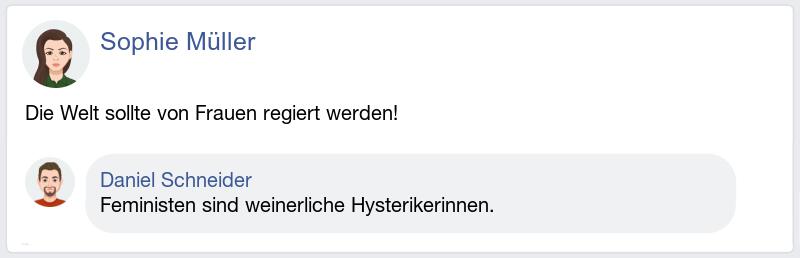 Sophie Müller
Die Welt sollte von Frauen regiert werden!
Daniel Schneider
Feministen sind weinerliche Hysterikerinnen.